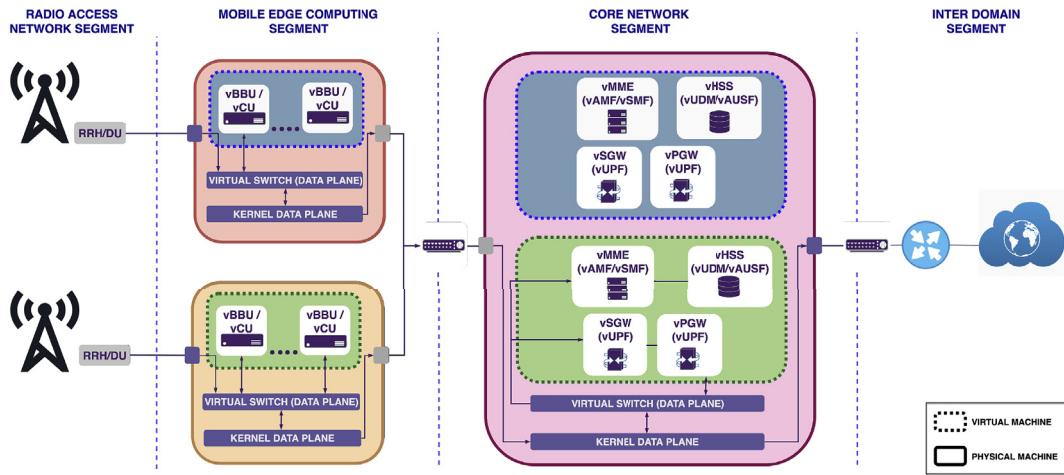 RADIO ACCESS
NETWORK SEGMENT
MOBILE EDGE COMPUTING
SEGMENT
CORE NETWORK
SEGMENT
INTER DOMAIN
SEGMENT
RRH/DU
vBBU /
vCU
vBBU /
vCU
VIRTUAL SWITCH (DATA PLANE)
KERNEL DATA PLANE
RRH/DU
vBBU /
vCU
vBBU /
vCU
VIRTUAL SWITCH (DATA PLANE)
KERNEL DATA PLANE
vMME
(vAMF/vSMF)
vHSS
(vUDM/vAUSF)
vSGW
(vUPF)
vPGW
(vUPF)
vMME
(vAMF/vSMF)
vHSS
(vUDM/vAUSF)
vSGW
(vUPF)
vPGW
(vUPF)
VIRTUAL SWITCH (DATA PLANE)
KERNEL DATA PLANE
VIRTUAL MACHINE
PHYSICAL MACHINE